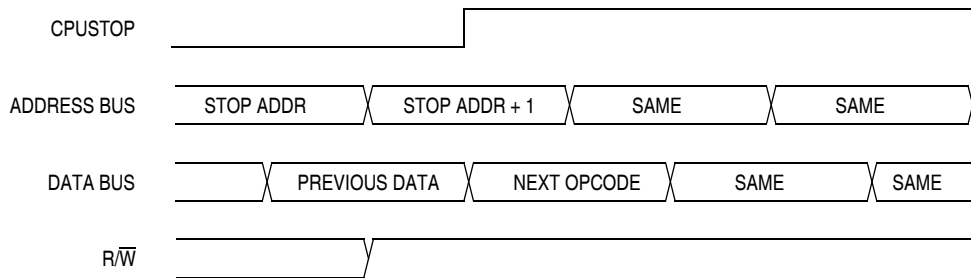 CPUSTOP
ADDRESS BUS STOP ADDR STOP ADDR + 1 SAME SAME
DATA BUS PREVIOUS DATA NEXT OPCODE SAME SAME
R/W̅